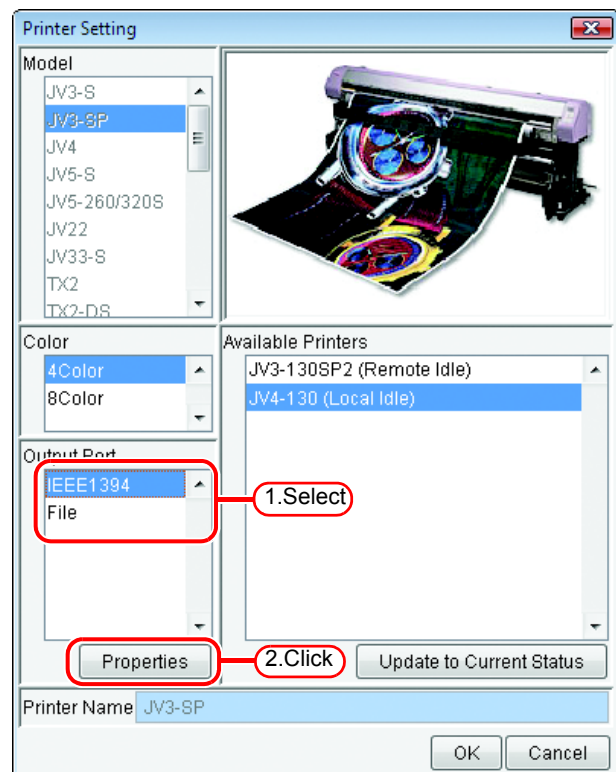 Printer Setting
Model
JV3-S
JV3-SP
JV4
JV5-S
JV5-260/320S
JV22
JV33-S
TX2
TX2-DS
Color
4Color
8Color
Available Printers
JV3-130SP2 (Remote Idle)
JV4-130 (Local Idle)
Output Port
IEEE1394
File
1.Select
Properties
2.Click
Update to Current Status
Printer Name JV3-SP
OK
Cancel